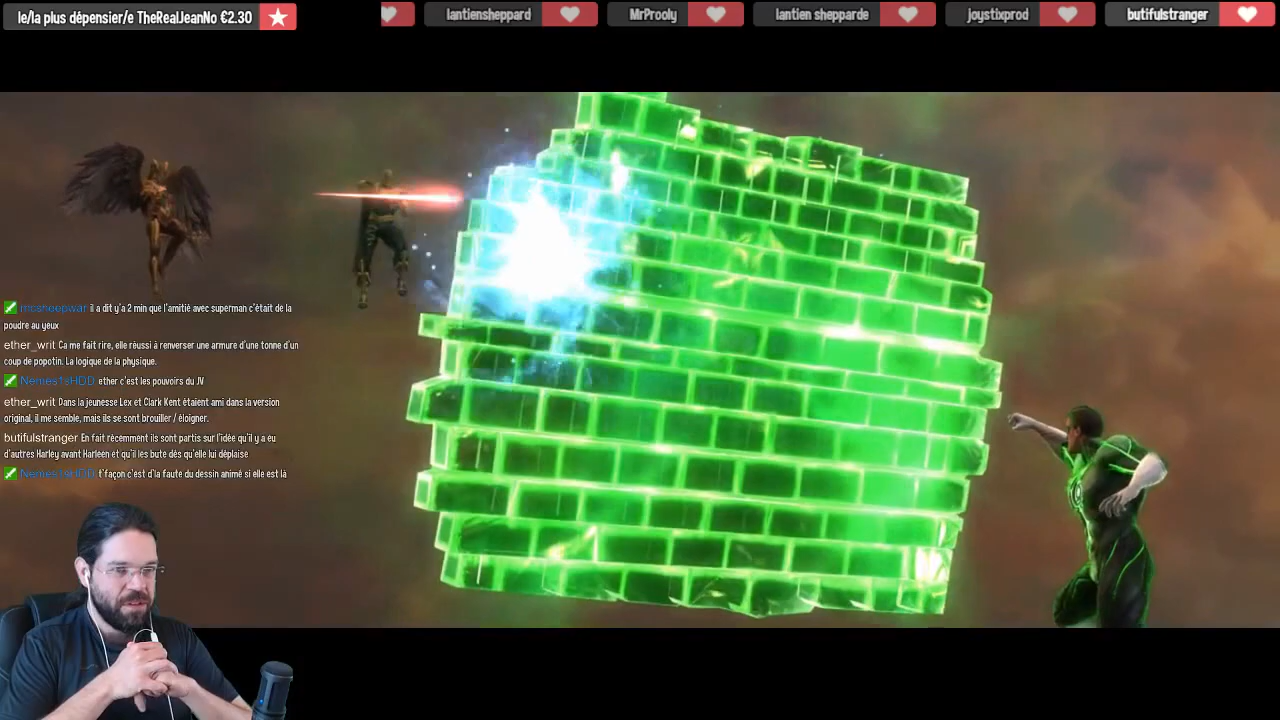 le/la plus dépensier/e TheRealJeanNo €2.30
lantiensheppard
MrProoly
lantien shepparde
joystixprod
butifulstranger
mcsheepwar il a dit y'a 2 min que l'amitié avec superman c'était de la
poudre au yeux
ether_writ Ca me fait rire, elle réussi à renverser une armure d'une tonne d'un
coup de popotin. La logique de la physique.
Nemes1sHDD ether c'est les pouvoirs du JV
ether_writ Dans la jeunesse Lex et Clark Kent étaient ami dans la version
original, il me semble, mais ils se sont brouiller / éloigner.
butifulstranger En fait récemment ils sont partis sur l'idée qu'il y a eu
d'autres Harley avant Harleen et qu'il les bute dès qu'elle lui déplaise
Nemes1sHDD t'façon c'est d'la faute du dessin animé si elle est là